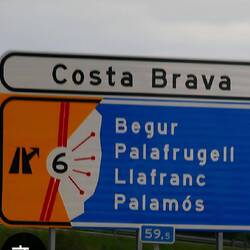 Costa Brava
6
Begur
Palafrugell
Llafranc
Palamós
59.5